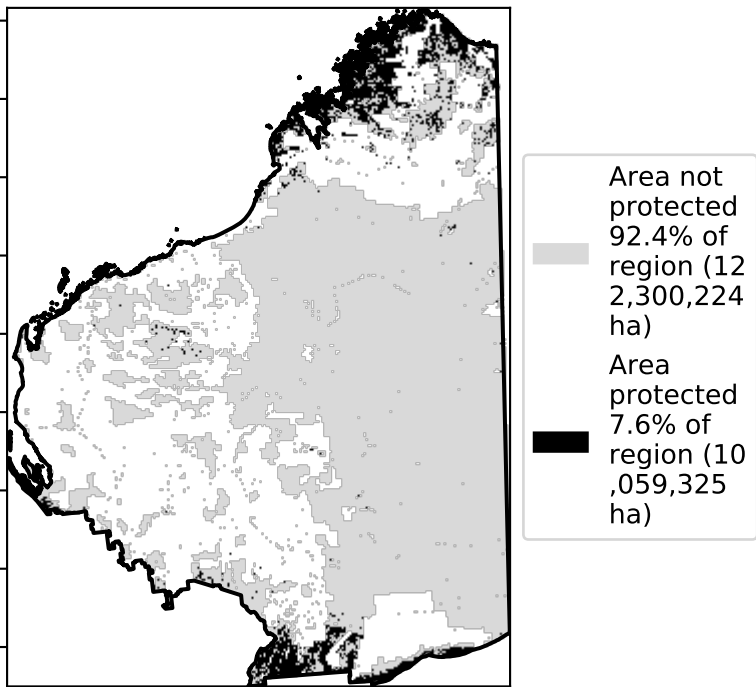 Area not
protected
92.4% of
region (12
2,300,224
ha)
Area
protected
7.6% of
region (10
,059,325
ha)